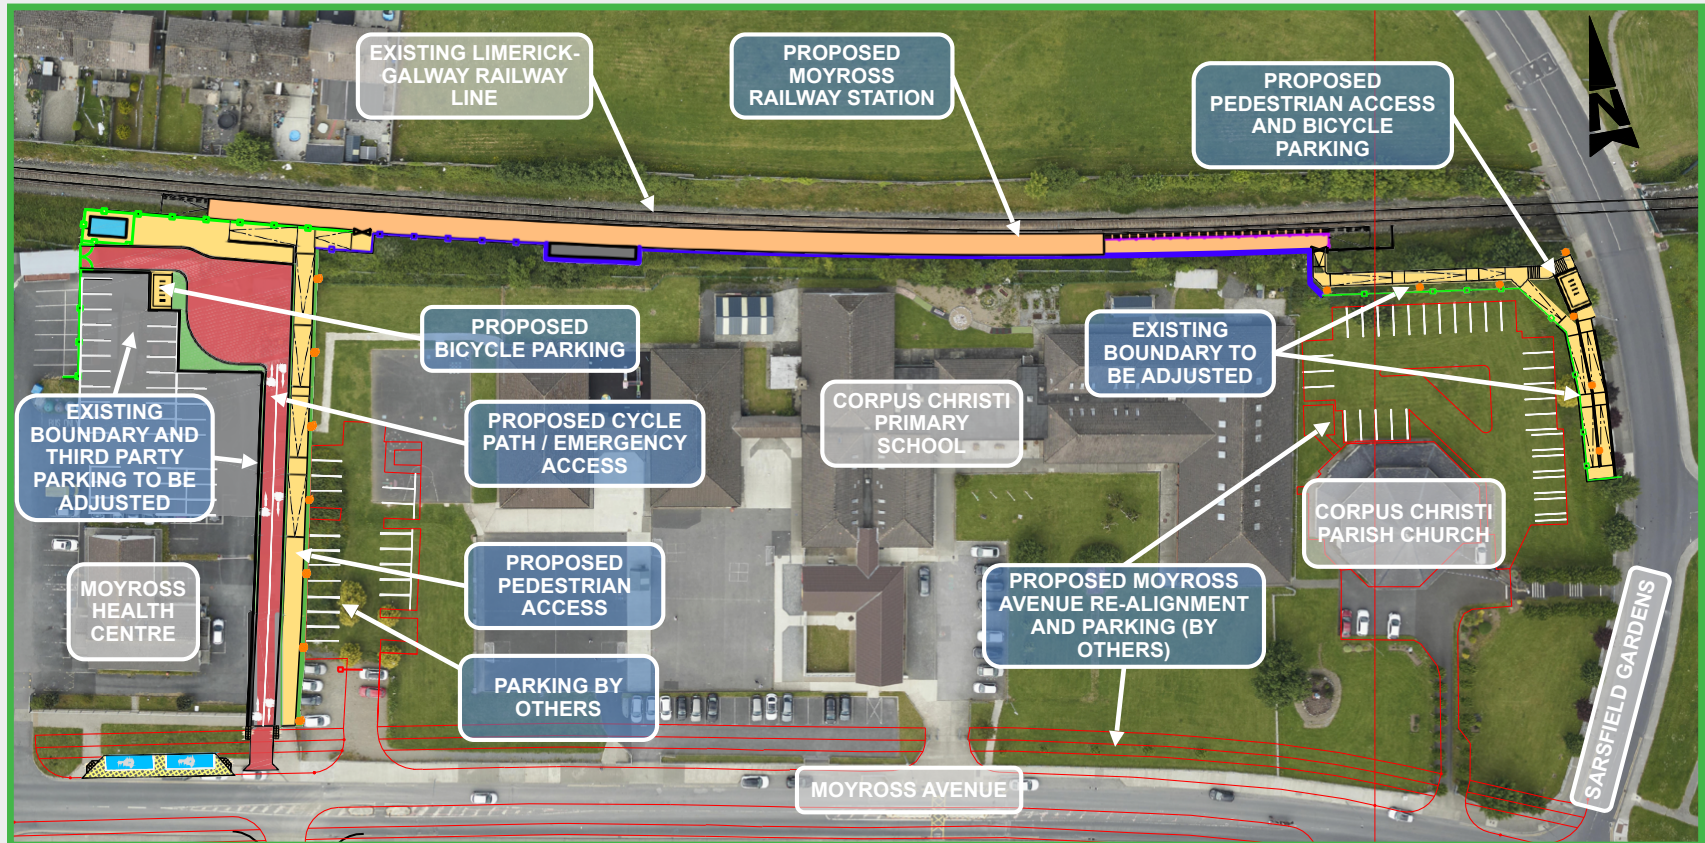 EXISTING LIMERICK-
GALWAY RAILWAY
LINE
PROPOSED
MOYROSS
RAILWAY STATION
PROPOSED
PEDESTRIAN ACCESS
AND BICYCLE
PARKING
N
PROPOSED
BICYCLE PARKING
EXISTING
BOUNDARY TO
BE ADJUSTED
EXISTING
BOUNDARY AND
THIRD PARTY
PARKING TO BE
ADJUSTED
PROPOSED CYCLE
PATH / EMERGENCY
ACCESS
CORPUS CHRISTI
PRIMARY
SCHOOL
CORPUS CHRISTI
PARISH CHURCH
PROPOSED
PEDESTRIAN
ACCESS
MOYROSS
HEALTH
CENTRE
PROPOSED MOYROSS
AVENUE RE-ALIGNMENT
AND PARKING (BY
OTHERS)
PARKING BY
OTHERS
SARSFIELD GARDENS
MOYROSS AVENUE